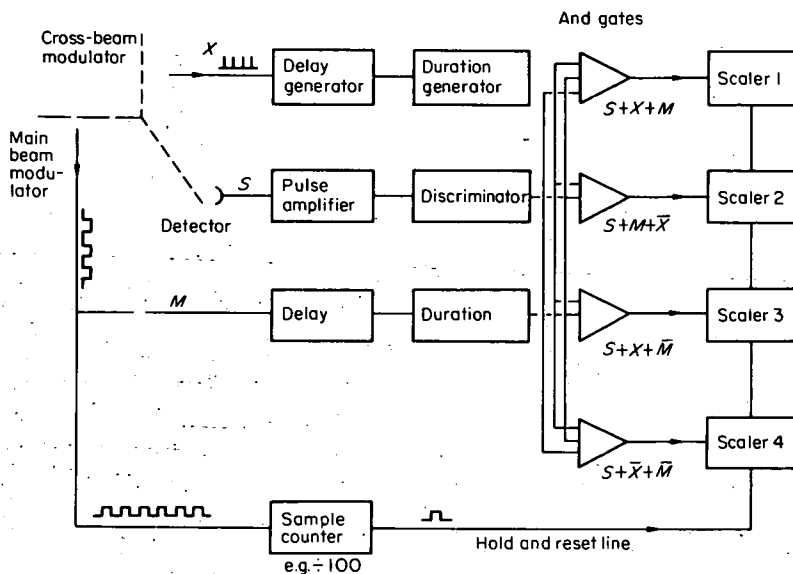 And gates
Cross-beam
modulator
X
Delay
generator
Duration
generator
Scaler 1
S+X+M
Main
beam
modu-
lator
Detector
S
Pulse
amplifier
Discriminator
Scaler 2
S+M+X̄
M
Delay
Duration
Scaler 3
S+X+M̄
Scaler 4
S+X̄+M̄
Sample
counter
e.g. ÷ 100
Hold and reset line